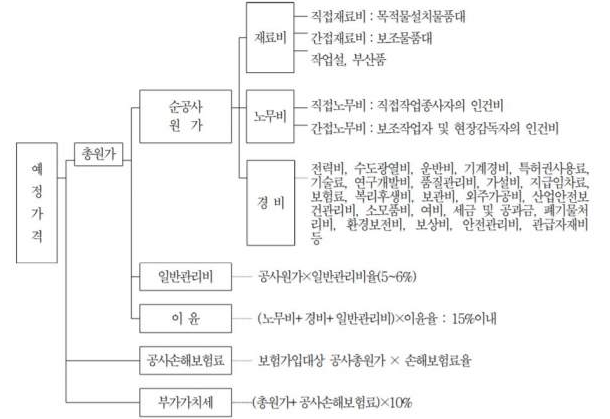 직접재료비 : 목적물설치물품대
재료비
간접재료비 : 보조물품대
작업설, 부산품
순공사
원 가
직접노무비 : 직접작업종사자의 인건비
노무비
간접노무비 : 보조작업자 및 현장감독자의 인건비
총원가
예
정
가
격
경 비
전력비, 수도광열비, 운반비, 기계경비, 특허권사용료,
기술료, 연구개발비, 품질관리비, 가설비, 지급임차료,
보험료, 복리후생비, 보관비, 외주가공비, 산업안전보
건관리비, 소모품비, 여비, 세금 및 공과금, 폐기물처
리비, 환경보전비, 보상비, 안전관리비, 관급자재비
등
일반관리비
공사원가×일반관리비율(5~6%)
이 윤
(노무비+경비+일반관리비)×이윤율 : 15%이내
공사손해보험료
보험가입대상 공사총원가 × 손해보험료율
부가가치세
(총원가+공사손해보험료)×10%